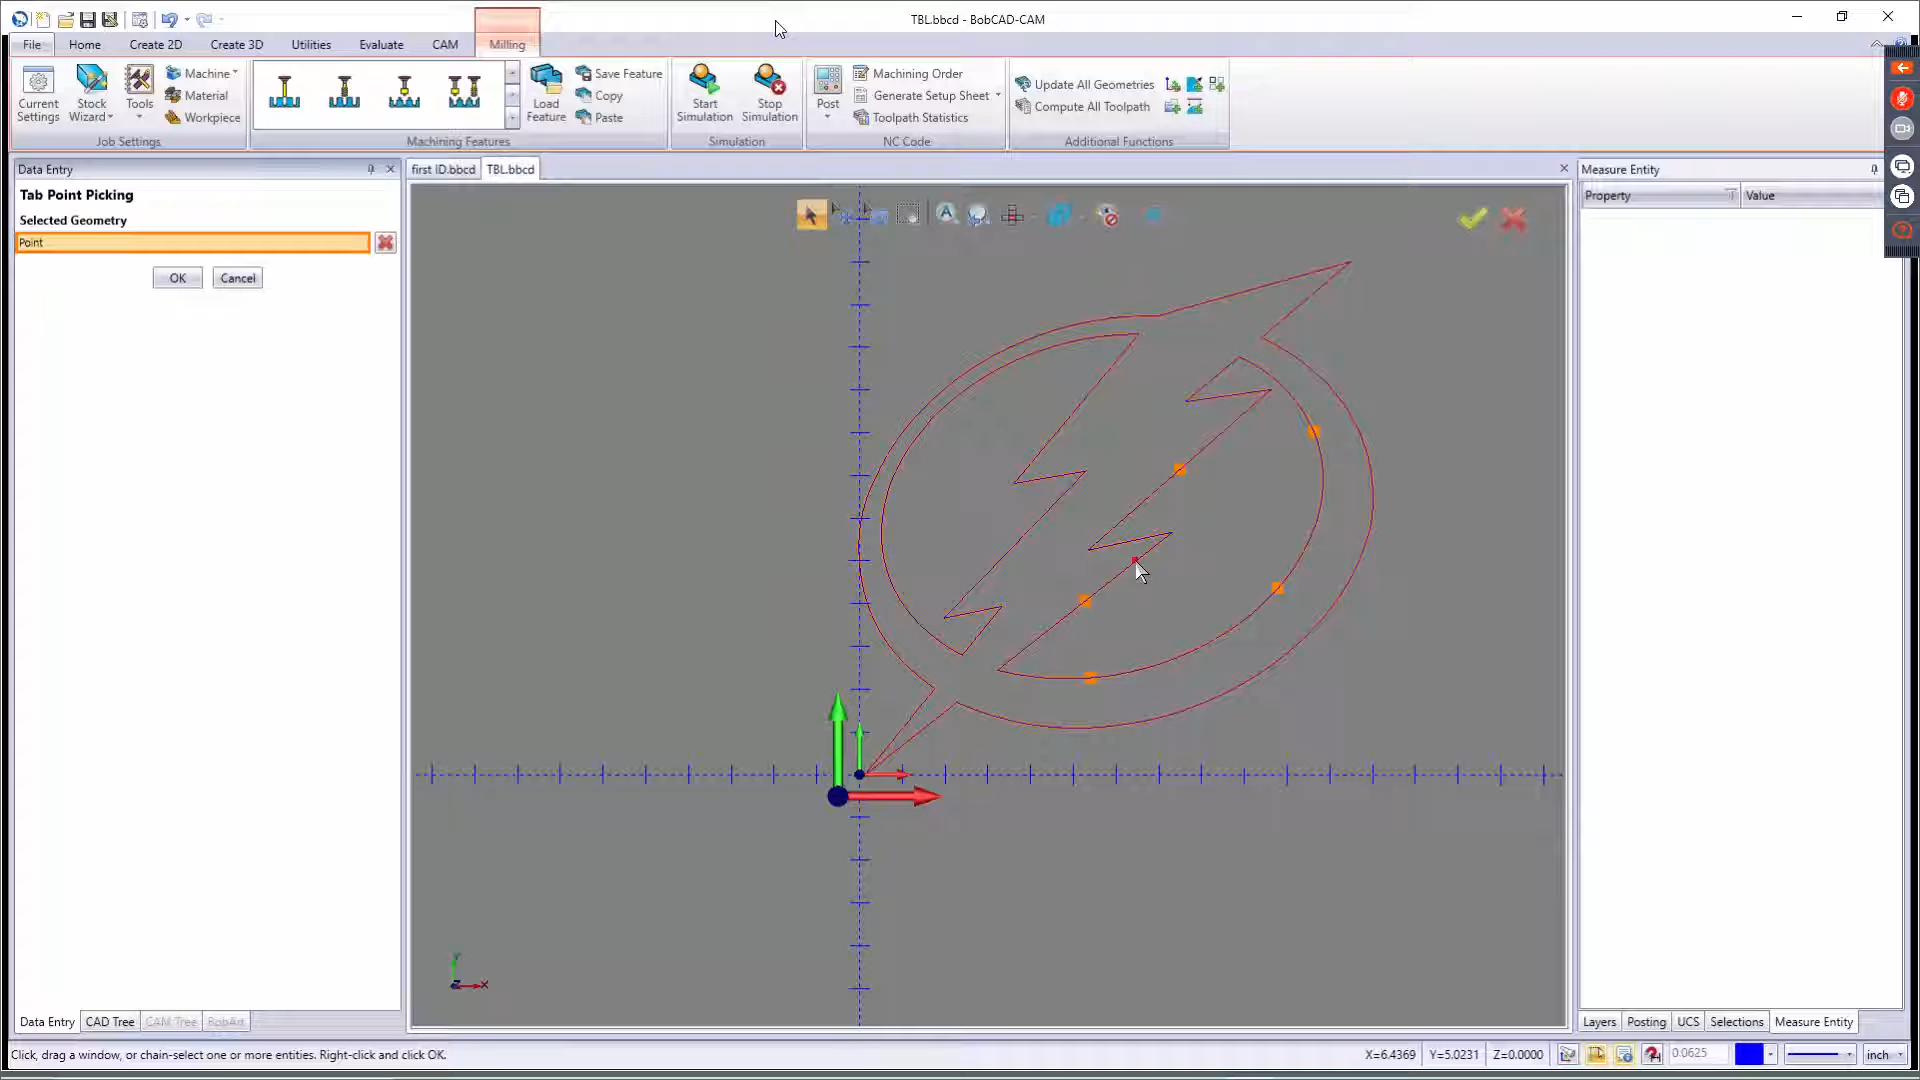 TBL.bbcd - BobCAD-CAM
File Home Create 2D Create 3D Utilities Evaluate CAM Milling
Current Settings
Stock Wizard
Tools
Machine
Material
Workpiece
Job Settings
Machining Features
Load Feature
Save Feature
Copy
Paste
Start Simulation
Stop Simulation
Simulation
Post
Machining Order
Generate Setup Sheet
Toolpath Statistics
NC Code
Update All Geometries
Compute All Toolpath
Additional Functions
Data Entry
first ID.bbcd TBL.bbcd
Measure Entity
Tab Point Picking
Property Value
Selected Geometry
Point
OK Cancel
Y
Z X
Data Entry CAD Tree CAM Tree BobArt
Layers Posting UCS Selections Measure Entity
Click, drag a window, or chain-select one or more entities. Right-click and click OK.
X=6.4369 Y=5.0231 Z=0.0000 0.0625 inch